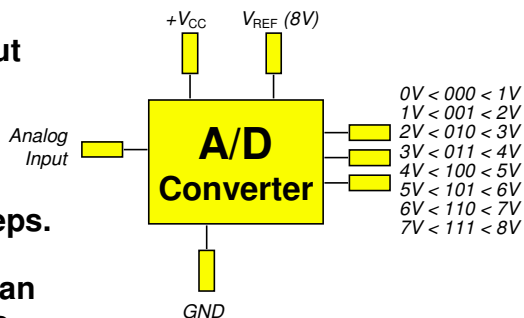 +VCC
VREF (8V)
ut
Analog
Input
A/D
Converter
0V < 000 < 1V
1V < 001 < 2V
2V < 010 < 3V
3V < 011 < 4V
4V < 100 < 5V
5V < 101 < 6V
6V < 110 < 7V
7V < 111 < 8V
eps.
an
GND